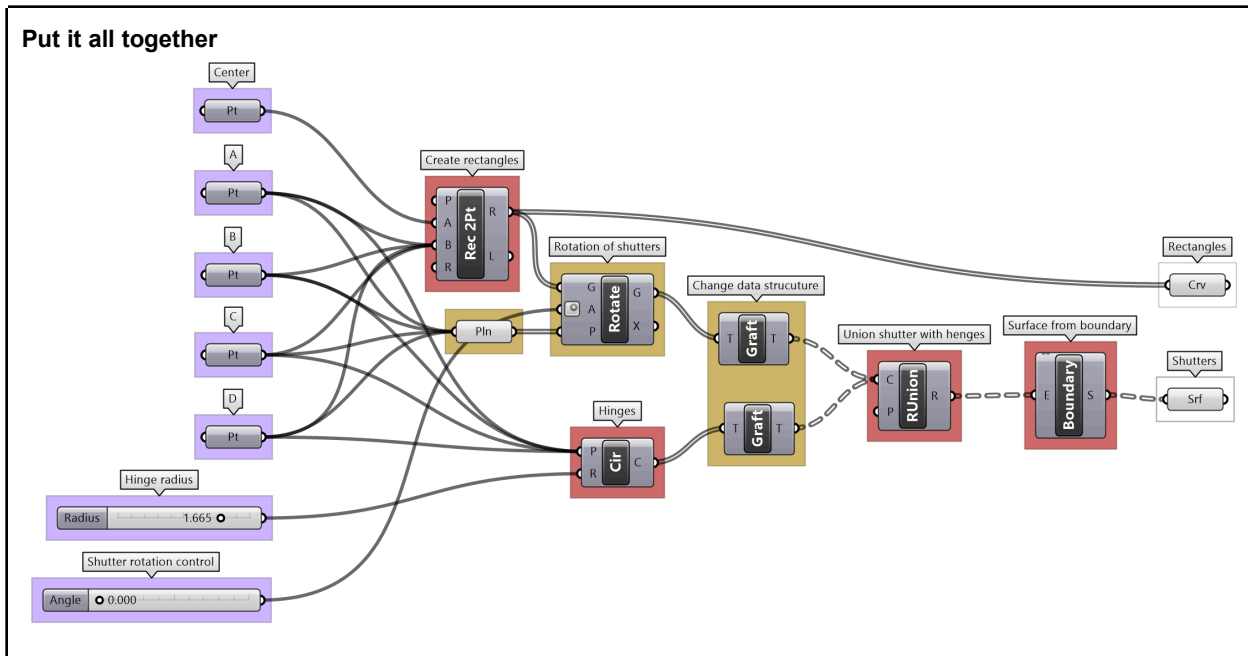 Put it all together
Center
Pt
A
Pt
B
Pt
C
Pt
D
Pt
Hinge radius
Radius 1.665
Shutter rotation control
Angle 0.000
Create rectangles
P
A
B
R
Rec 2Pt
R
L
Pln
Rotation of shutters
G
A
P
Rotate
G
X
Hinges
P
R
Cir
C
Change data strucuture
T Graft T
T Graft T
Union shutter with henges
C
P
RUnion
R
Surface from boundary
E Boundary S
Rectangles
Crv
Shutters
Srf